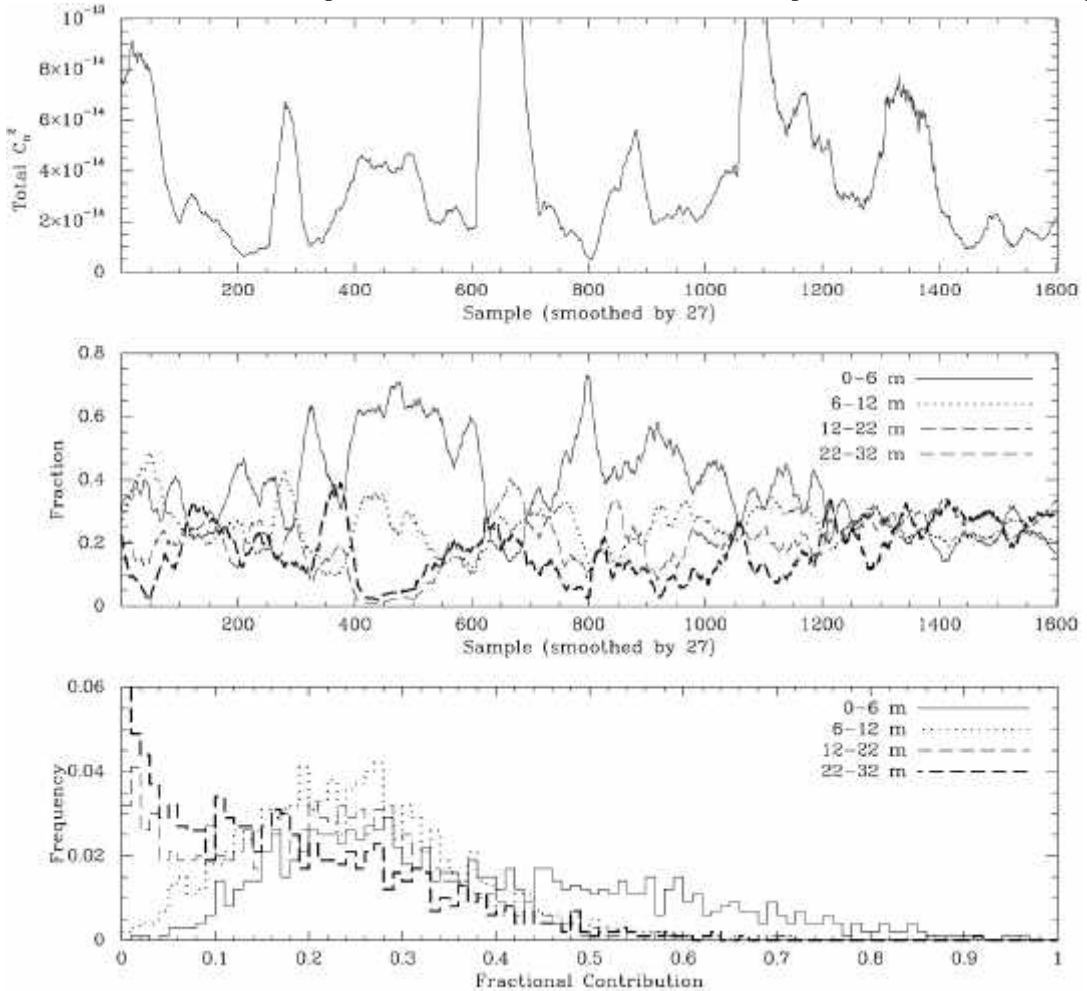 10⁻¹³
8×10⁻¹⁴
6×10⁻¹⁴
4×10⁻¹⁴
2×10⁻¹⁴
0
Total Cₙ²
200 400 600 800 1000 1200 1400 1600
Sample (smoothed by 27)
0.8
0.6
0.4
0.2
0
Fraction
0-6 m
6-12 m
12-22 m
22-32 m
200 400 600 800 1000 1200 1400 1600
Sample (smoothed by 27)
0.06
0.04
0.02
0
Frequency
0-6 m
6-12 m
12-22 m
22-32 m
0 0.1 0.2 0.3 0.4 0.5 0.6 0.7 0.8 0.9 1
Fractional Contribution